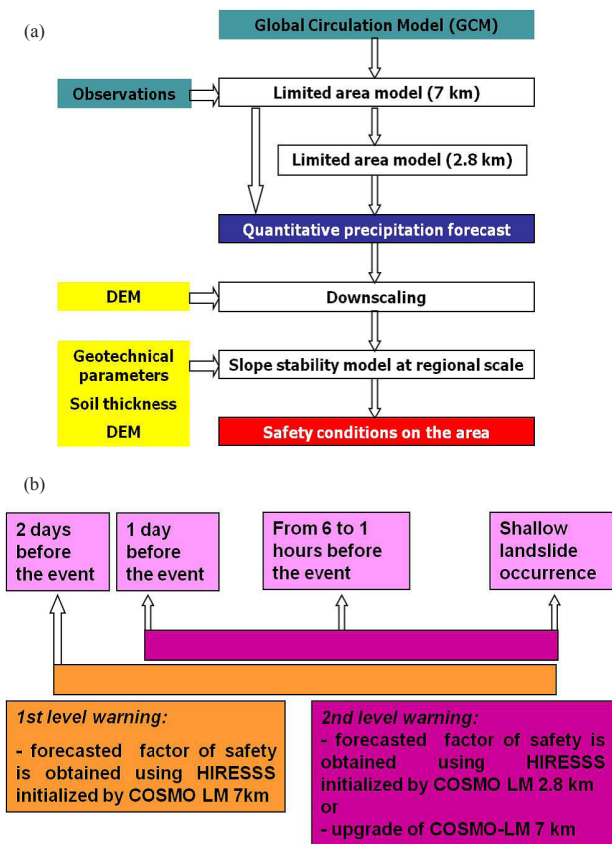 (a)
Global Circulation Model (GCM)
Observations
Limited area model (7 km)
Limited area model (2.8 km)
Quantitative precipitation forecast
DEM
Downscaling
Geotechnical
parameters
Soil thickness
DEM
Slope stability model at regional scale
Safety conditions on the area
(b)
2 days
before
the event
1 day
before
the event
From 6 to 1
hours before
the event
Shallow
landslide
occurrence
1st level warning:
- forecasted factor of safety
is obtained using HIRESSS
initialized by COSMO LM 7km
2nd level warning:
- forecasted factor of safety is
obtained using HIRESSS
initialized by COSMO LM 2.8 km
or
- upgrade of COSMO-LM 7 km